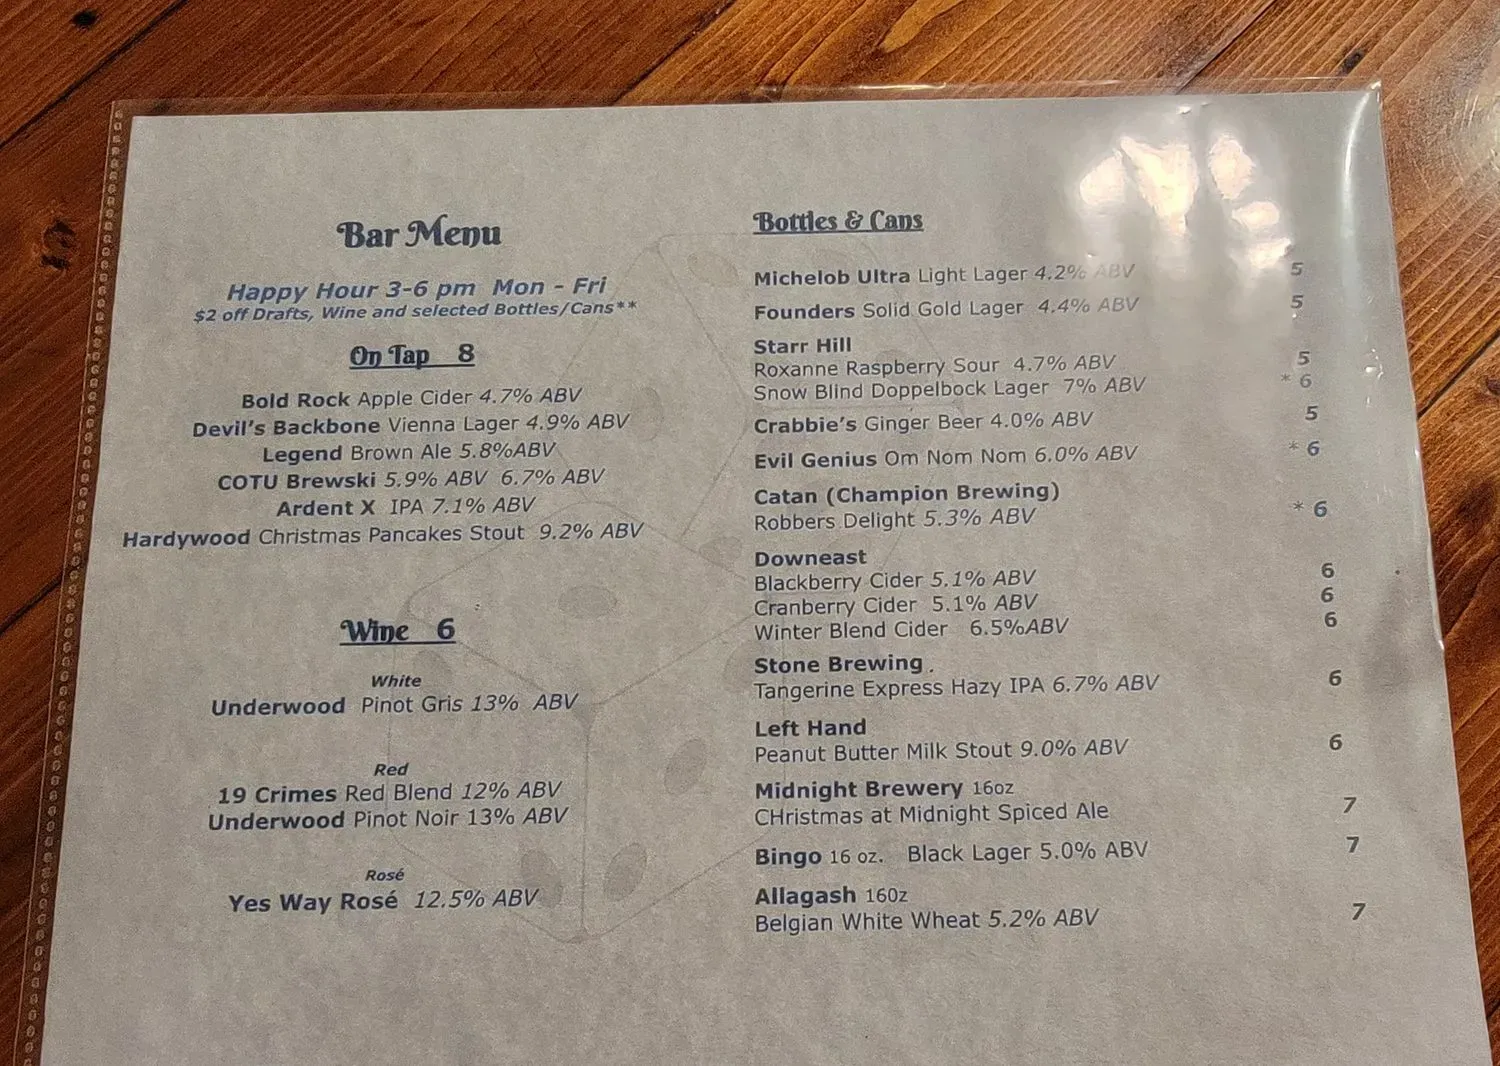 Bar Menu
Happy Hour 3-6 pm Mon - Fri
$2 off Drafts, Wine and selected Bottles/Cans**
On Tap 8
Bold Rock Apple Cider 4.7% ABV
Devil's Backbone Vienna Lager 4.9% ABV
Legend Brown Ale 5.8%ABV
COTU Brewski 5.9% ABV 6.7% ABV
Ardent X IPA 7.1% ABV
Hardywood Christmas Pancakes Stout 9.2% ABV
Wine 6
White
Underwood Pinot Gris 13% ABV
Red
19 Crimes Red Blend 12% ABV
Underwood Pinot Noir 13% ABV
Rosé
Yes Way Rosé 12.5% ABV
Bottles & Cans
Michelob Ultra Light Lager 4.2% ABV 5
Founders Solid Gold Lager 4.4% ABV 5
Starr Hill
Roxanne Raspberry Sour 4.7% ABV 5
Snow Blind Doppelbock Lager 7% ABV * 6
Crabbie's Ginger Beer 4.0% ABV 5
Evil Genius Om Nom Nom 6.0% ABV * 6
Catan (Champion Brewing)
Robbers Delight 5.3% ABV * 6
Downeast
Blackberry Cider 5.1% ABV 6
Cranberry Cider 5.1% ABV 6
Winter Blend Cider 6.5%ABV 6
Stone Brewing.
Tangerine Express Hazy IPA 6.7% ABV 6
Left Hand
Peanut Butter Milk Stout 9.0% ABV 6
Midnight Brewery 16oz
CHristmas at Midnight Spiced Ale 7
Bingo 16 oz. Black Lager 5.0% ABV 7
Allagash 16oz
Belgian White Wheat 5.2% ABV 7